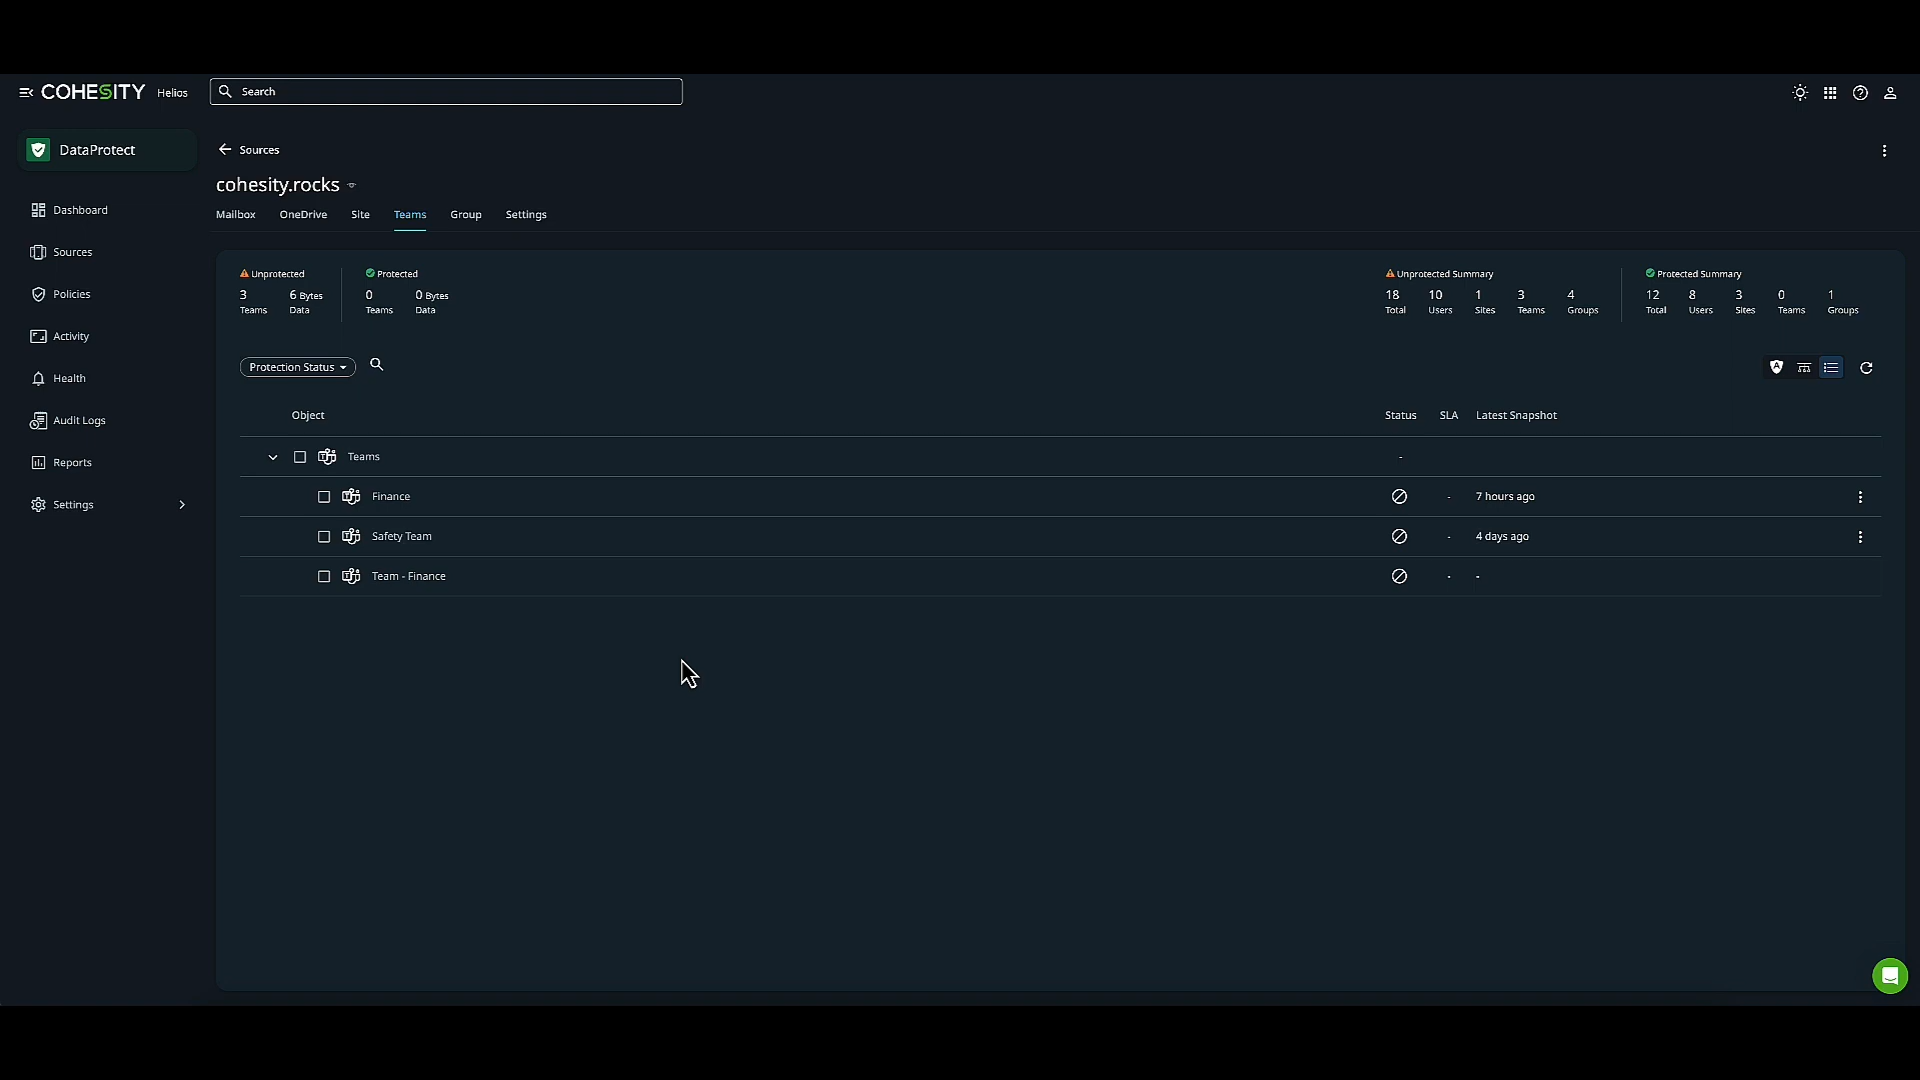 COHESITY Helios
Search
DataProtect
Dashboard
Sources
Policies
Activity
Health
Audit Logs
Reports
Settings
Sources
cohesity.rocks
Mailbox OneDrive Site Teams Group Settings
Unprotected Protected Unprotected Summary Protected Summary
3 6 Bytes 0 0 Bytes 18 10 1 3 4 12 8 3 0 1
Teams Data Teams Data Total Users Sites Teams Groups Total Users Sites Teams Groups
Protection Status
Object Status SLA Latest Snapshot
Teams -
Finance - 7 hours ago
Safety Team - 4 days ago
Team - Finance - -